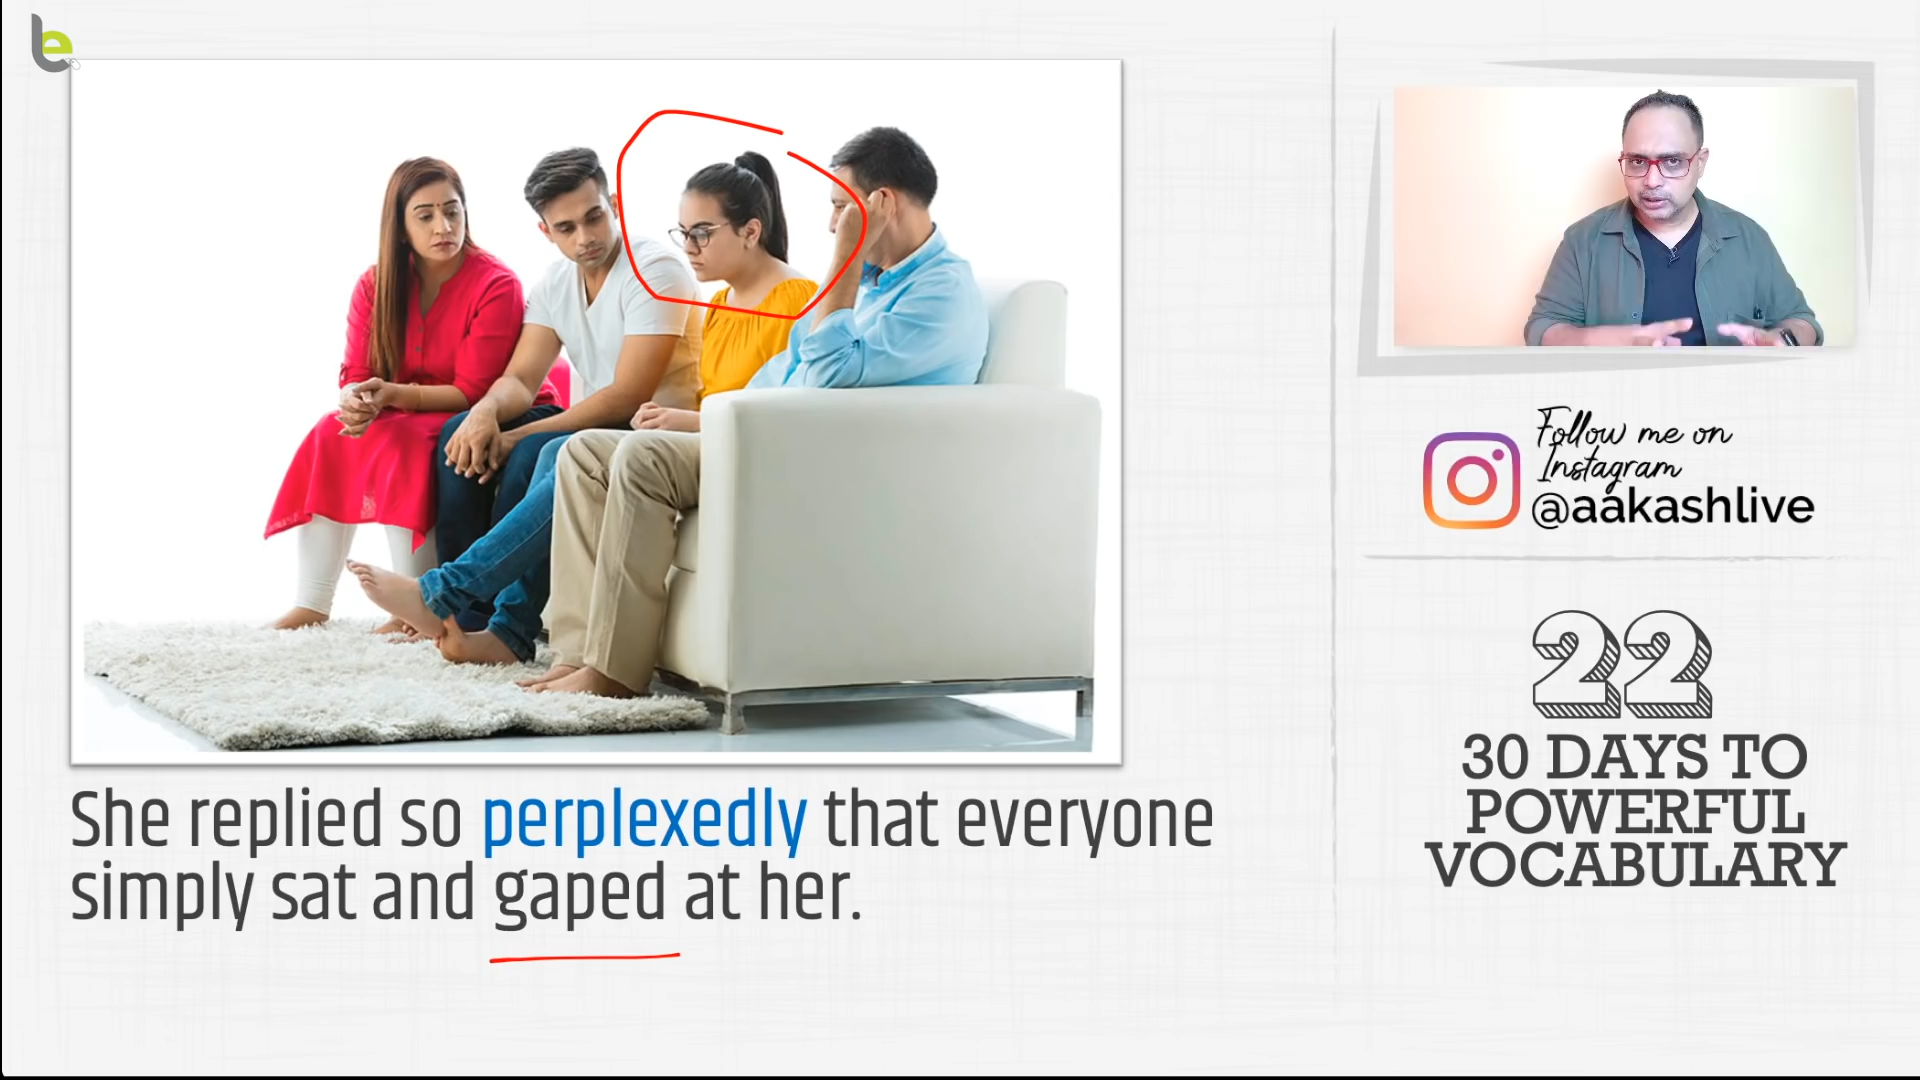 be
She replied so perplexedly that everyone
simply sat and gaped at her.
Follow me on
Instagram
@aakashlive
22
30 DAYS TO
POWERFUL
VOCABULARY